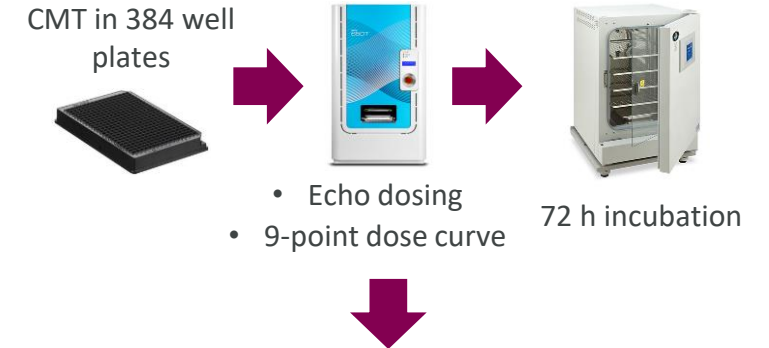 CMT in 384 well
plates
• Echo dosing
• 9-point dose curve
72 h incubation